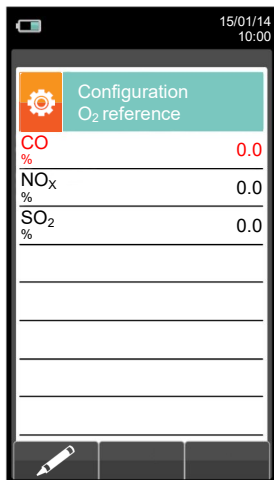 15/01/14
10:00
Configuration
O₂ reference
CO 0.0
%
NOX 0.0
%
SO₂ 0.0
%